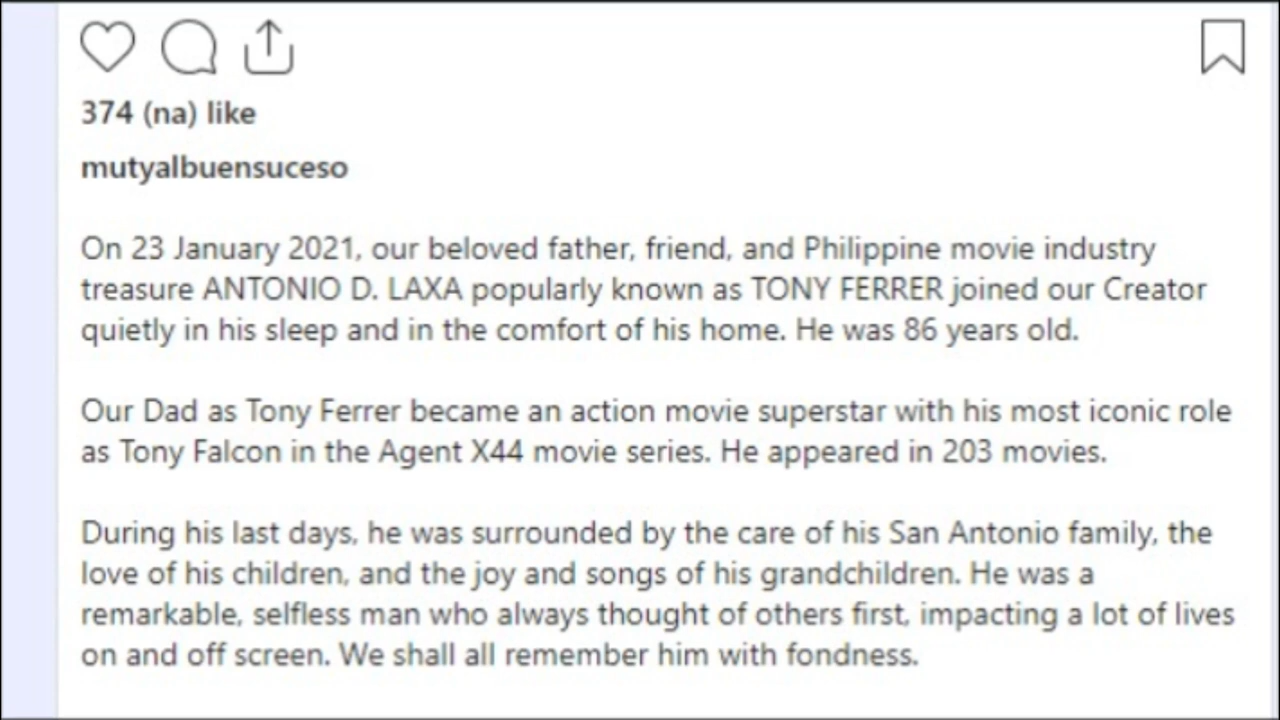 374 (na) like
mutyalbuensuceso
On 23 January 2021, our beloved father, friend, and Philippine movie industry
treasure ANTONIO D. LAXA popularly known as TONY FERRER joined our Creator
quietly in his sleep and in the comfort of his home. He was 86 years old.
Our Dad as Tony Ferrer became an action movie superstar with his most iconic role
as Tony Falcon in the Agent X44 movie series. He appeared in 203 movies.
During his last days, he was surrounded by the care of his San Antonio family, the
love of his children, and the joy and songs of his grandchildren. He was a
remarkable, selfless man who always thought of others first, impacting a lot of lives
on and off screen. We shall all remember him with fondness.